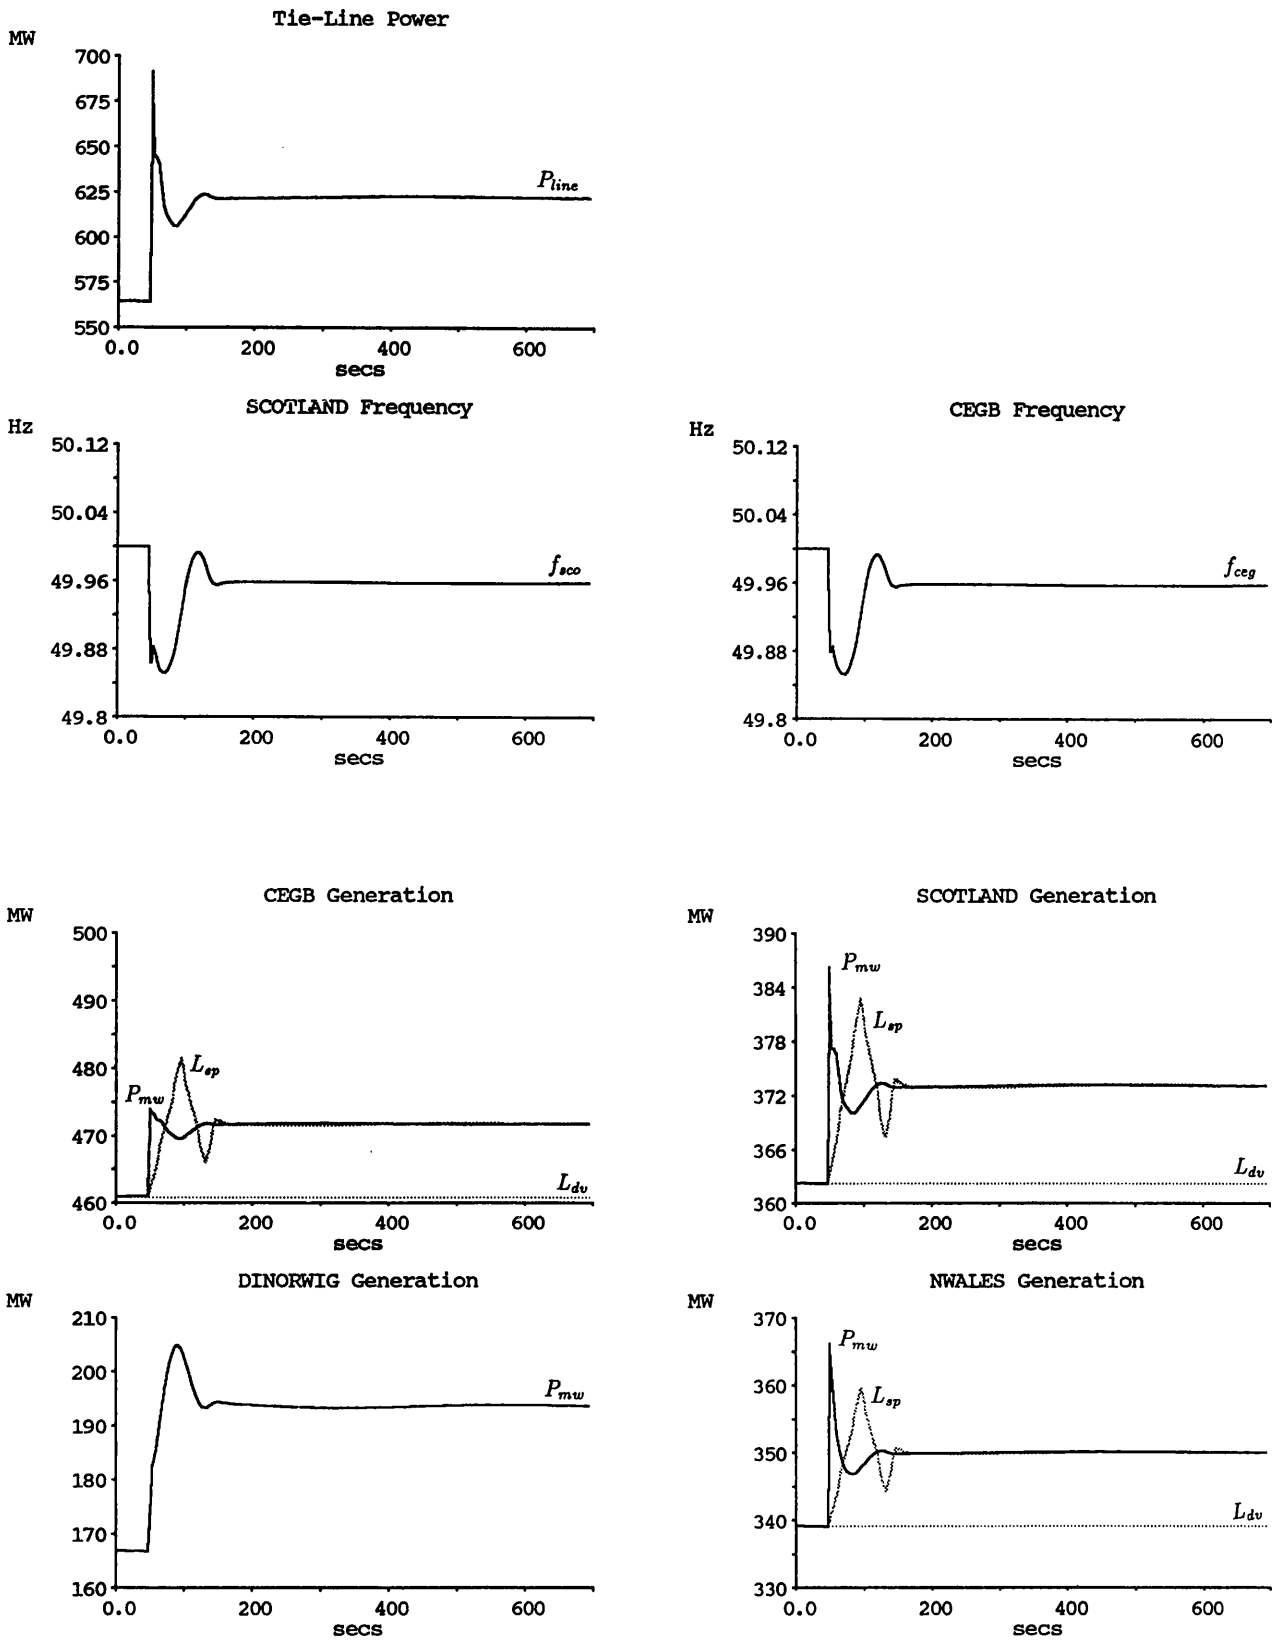 Tie-Line Power
MW
700
675
650
625
600
575
550
P_line
0.0 200 400 600
secs
SCOTLAND Frequency
Hz
50.12
50.04
49.96
49.88
49.8
f_sco
0.0 200 400 600
secs
CEGB Frequency
Hz
50.12
50.04
49.96
49.88
49.8
f_ceg
0.0 200 400 600
secs
CEGB Generation
MW
500
490
480
470
460
L_sp
P_mw
L_dv
0.0 200 400 600
secs
SCOTLAND Generation
MW
390
384
378
372
366
360
P_mw
L_sp
L_dv
0.0 200 400 600
secs
DINORWIG Generation
MW
210
200
190
180
170
160
P_mw
0.0 200 400 600
secs
NWALES Generation
MW
370
360
350
340
330
P_mw
L_sp
L_dv
0.0 200 400 600
secs